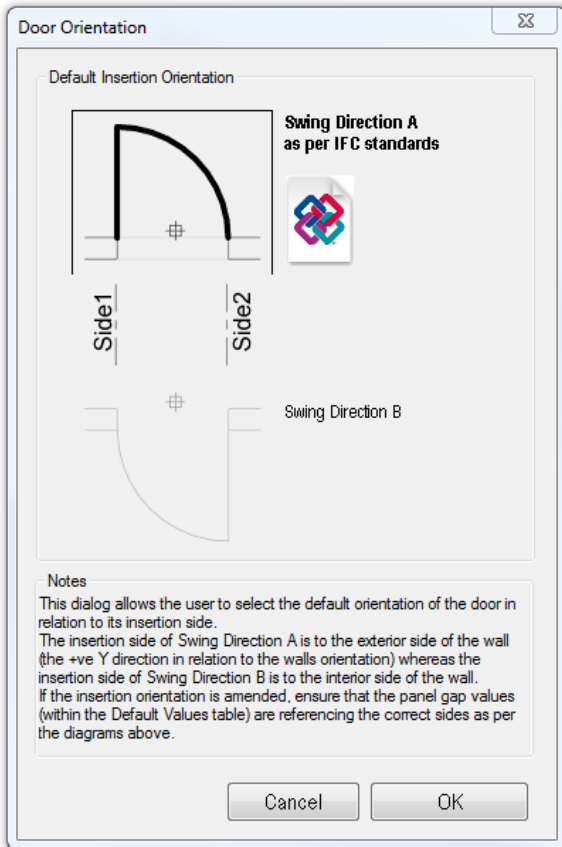 Door Orientation
Default Insertion Orientation
Swing Direction A
as per IFC standards
Side1
Side2
Swing Direction B
Notes
This dialog allows the user to select the default orientation of the door in
relation to its insertion side.
The insertion side of Swing Direction A is to the exterior side of the wall
(the +ve Y direction in relation to the walls orientation) whereas the
insertion side of Swing Direction B is to the interior side of the wall.
If the insertion orientation is amended, ensure that the panel gap values
(within the Default Values table) are referencing the correct sides as per
the diagrams above.
Cancel
OK